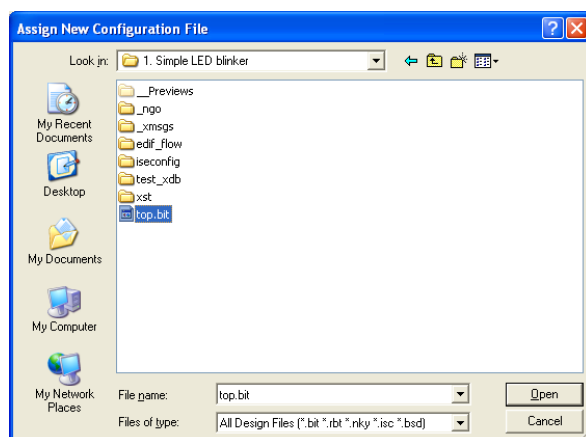 Assign New Configuration File
Look in: 1. Simple LED blinker
__Previews
_ngo
_xmsgs
edif_flow
iseconfig
test_xdb
xst
top.bit
My Recent
Documents
Desktop
My Documents
My Computer
My Network
Places
File name: top.bit Open
Files of type: All Design Files (*.bit *.rbt *.nky *.isc *.bsd) Cancel